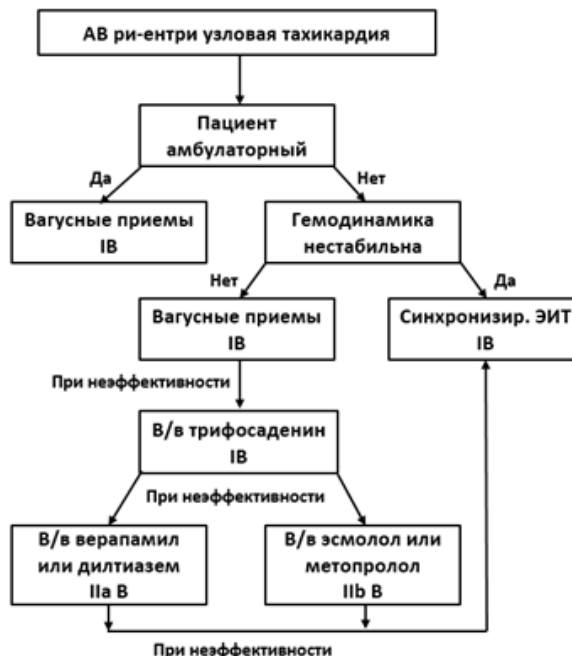 АВ ри-ентри узловая тахикардия
Пациент
амбулаторный
Да
Нет
Вагусные приемы
IB
Гемодинамика
нестабильна
Нет
Да
Вагусные приемы
IB
Синхронизир. ЭИТ
IB
При неэффективности
В/в трифосаденин
IB
При неэффективности
В/в верапамил
или дилтиазем
IIa B
В/в эсмолол или
метопролол
IIb B
При неэффективности